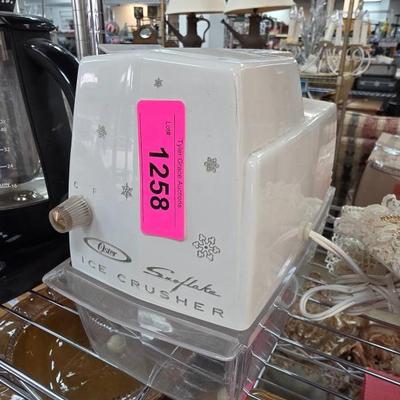 Tyler Grace Auctions
Lot#
1258
C F
Oster
Snowflake
ICE CRUSHER